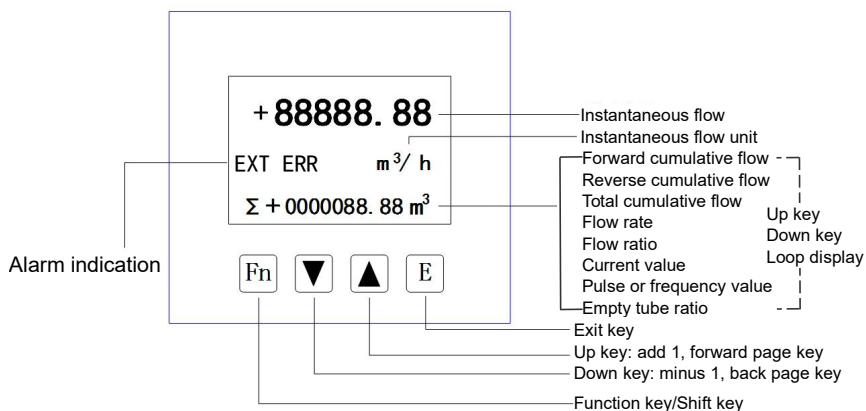 +88888.88
EXT ERR m³/h
Σ+0000088.88 m³
Fn ▼ ▲ E
Alarm indication
Instantaneous flow
Instantaneous flow unit
Forward cumulative flow
Reverse cumulative flow
Total cumulative flow
Flow rate
Flow ratio
Current value
Pulse or frequency value
Empty tube ratio
Up key
Down key
Loop display
Exit key
Up key: add 1, forward page key
Down key: minus 1, back page key
Function key/Shift key